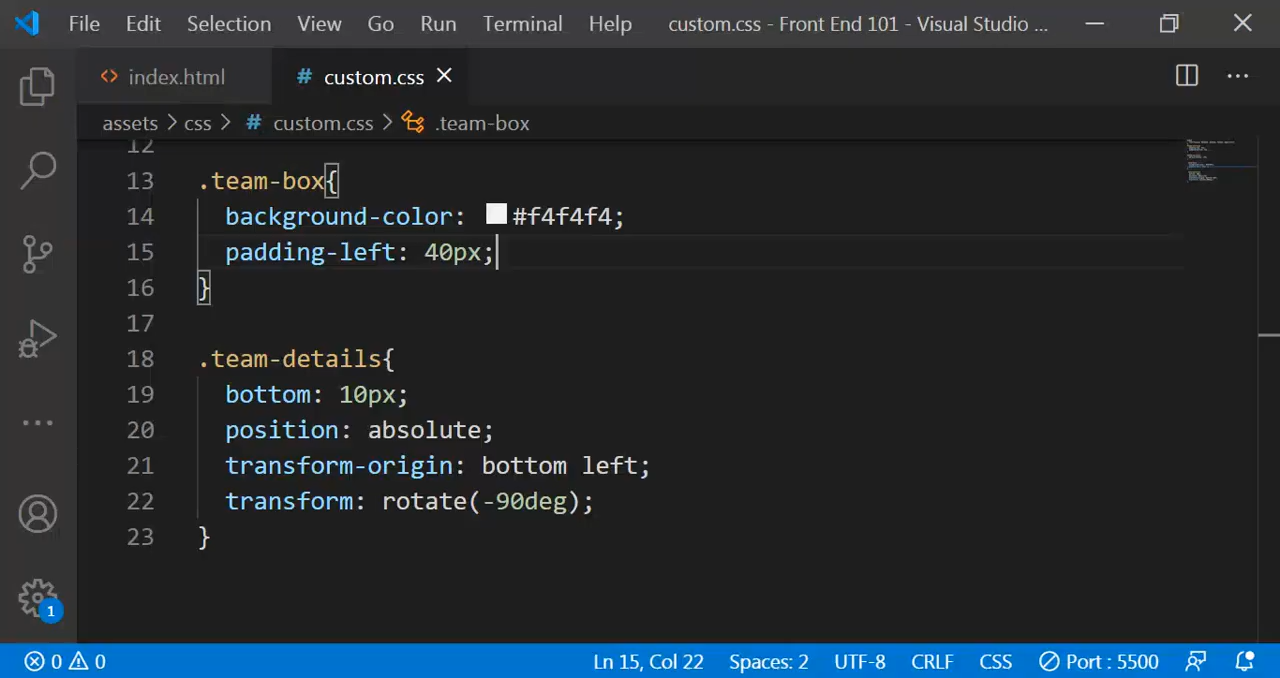 File Edit Selection View Go Run Terminal Help custom.css - Front End 101 - Visual Studio ...
index.html # custom.css
assets > css > # custom.css > .team-box
12
13 .team-box{
14 background-color: #f4f4f4;
15 padding-left: 40px;
16 }
17
18 .team-details{
19 bottom: 10px;
20 position: absolute;
21 transform-origin: bottom left;
22 transform: rotate(-90deg);
23 }
1
0 0 Ln 15, Col 22 Spaces: 2 UTF-8 CRLF CSS Port : 5500